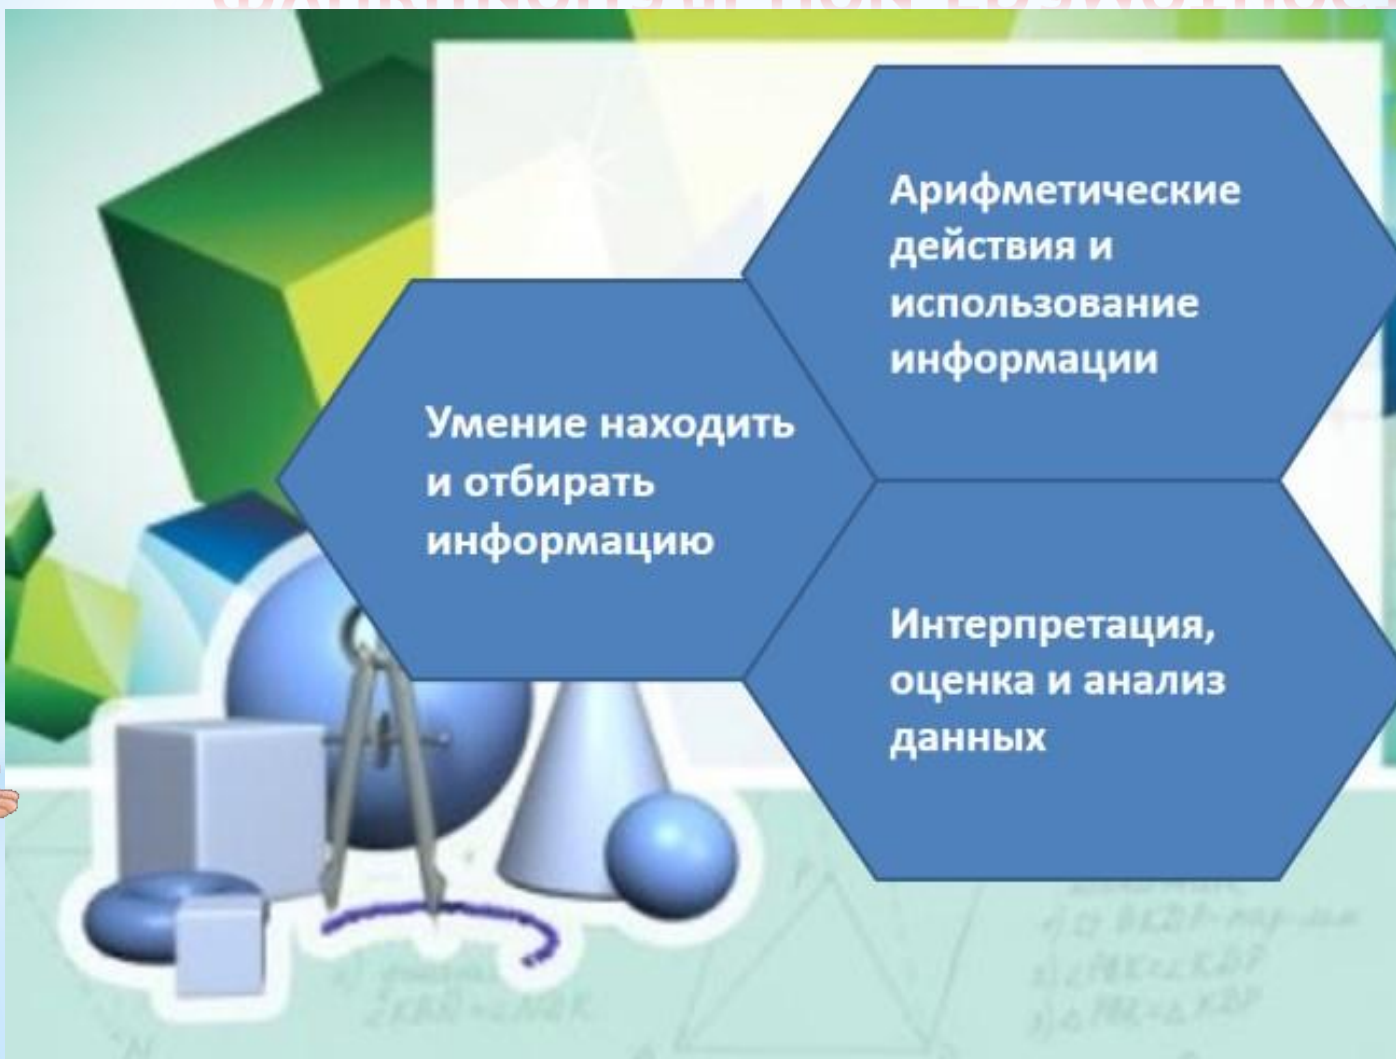 Умение находить
и отбирать
информацию
Арифметические
действия и
использование
информации
Интерпретация,
оценка и анализ
данных